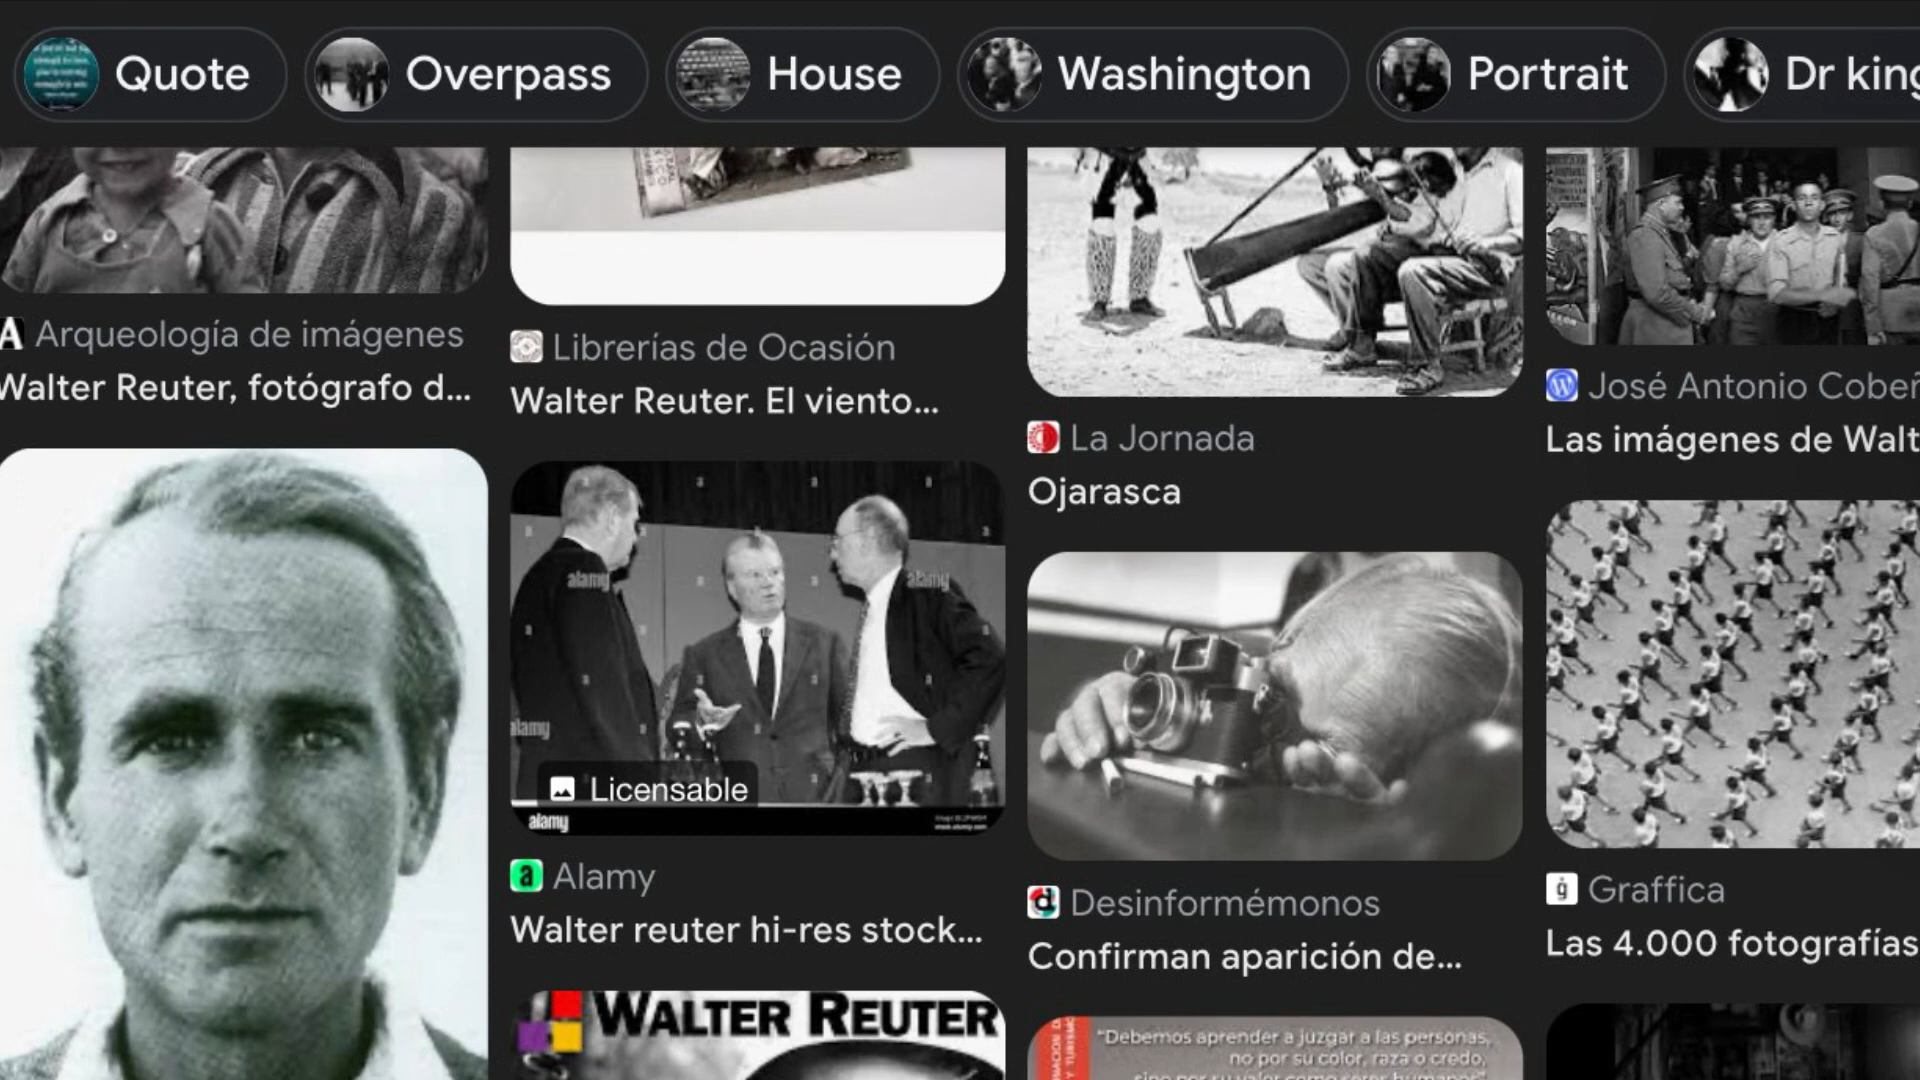 Quote
Overpass
House
Washington
Portrait
Dr king
A Arqueología de imágenes
Walter Reuter, fotógrafo d...
Librerías de Ocasión
Walter Reuter. El viento...
La Jornada
Ojarasca
José Antonio Cobeñ
Las imágenes de Walt
alamy
alamy
alamy
Licensable
alamy
a Alamy
Walter reuter hi-res stock...
d Desinformémonos
Confirman aparición de...
ġ Graffica
Las 4.000 fotografías
WALTER REUTER
"Debemos aprender a juzgar a las personas,
no por su color, raza o credo,